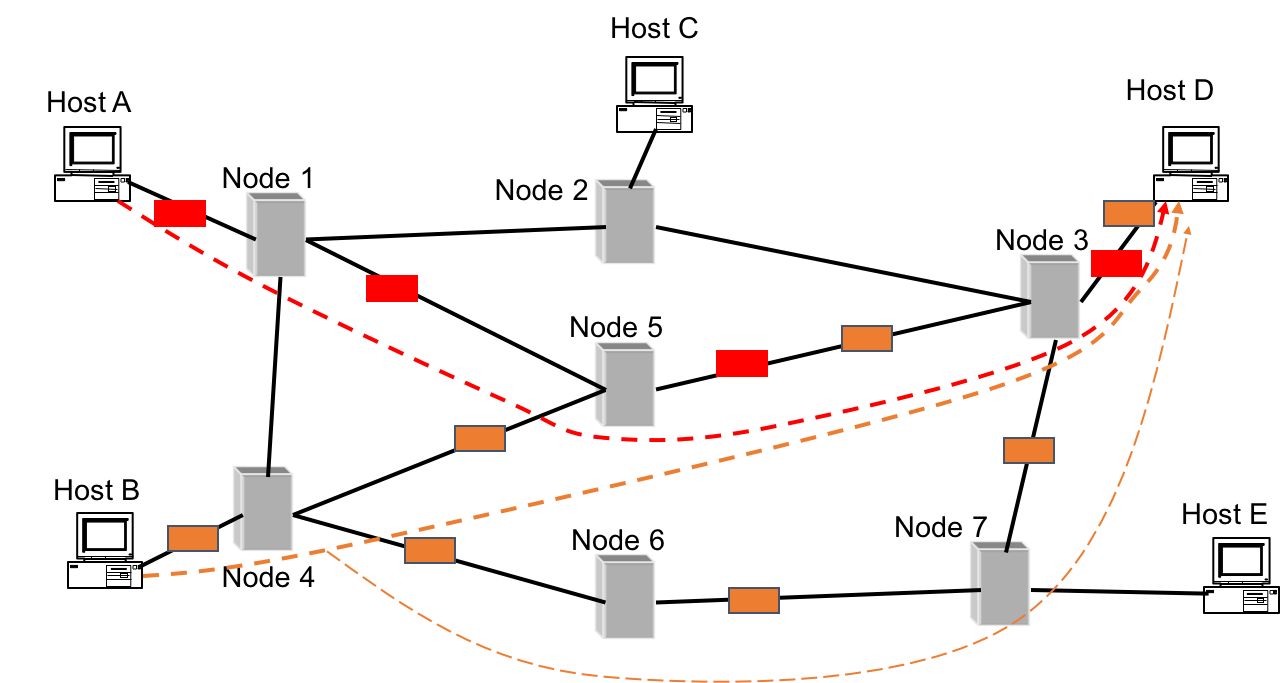 Host C
Host D
Host A
Node 1
Node 2
Node 3
Node 5
Host B
Host E
Node 7
Node 6
Node 4